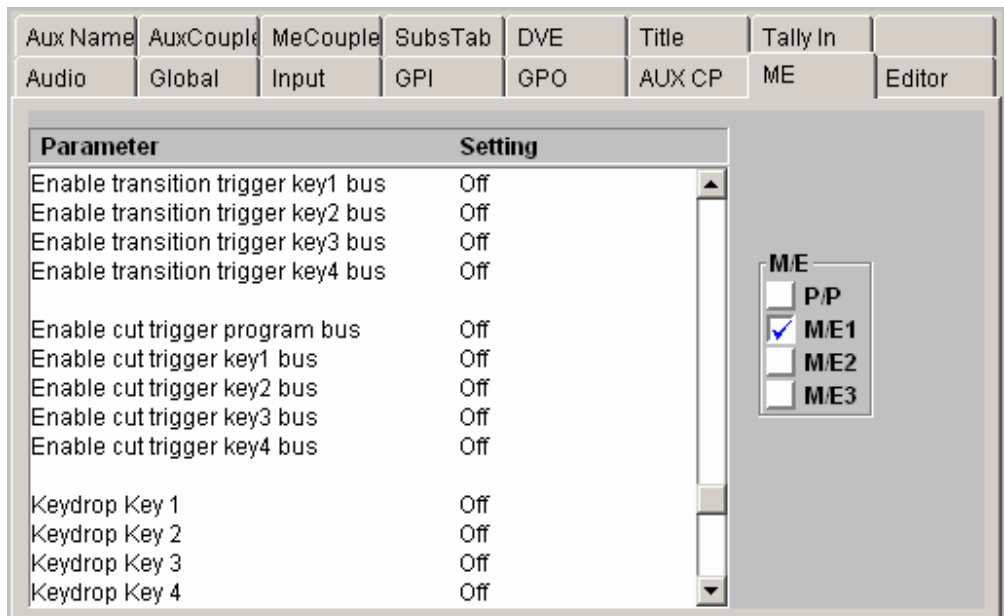 Aux Name AuxCouple MeCouple SubsTab DVE Title Tally In
Audio Global Input GPI GPO AUX CP ME Editor
Parameter Setting
Enable transition trigger key1 bus Off
Enable transition trigger key2 bus Off
Enable transition trigger key3 bus Off
Enable transition trigger key4 bus Off
Enable cut trigger program bus Off
Enable cut trigger key1 bus Off
Enable cut trigger key2 bus Off
Enable cut trigger key3 bus Off
Enable cut trigger key4 bus Off
Keydrop Key 1 Off
Keydrop Key 2 Off
Keydrop Key 3 Off
Keydrop Key 4 Off
M/E
P/P
M/E1
M/E2
M/E3